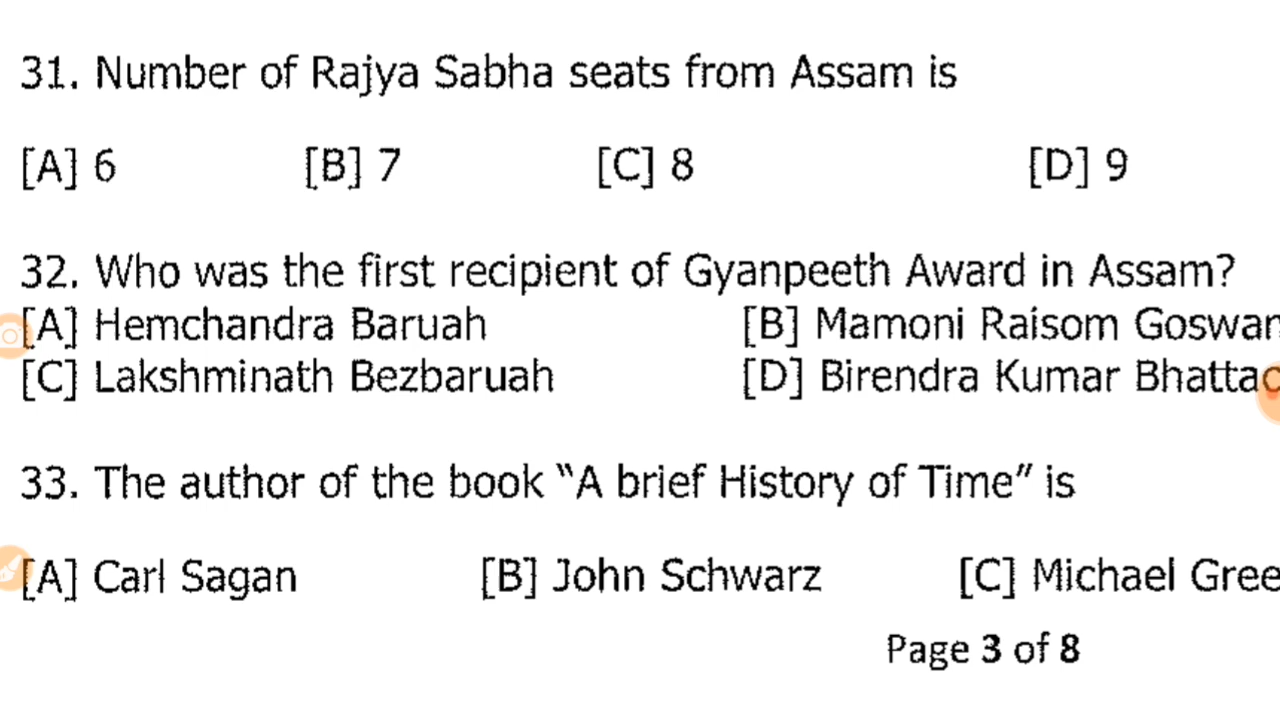 31. Number of Rajya Sabha seats from Assam is
[A] 6 [B] 7 [C] 8 [D] 9
32. Who was the first recipient of Gyanpeeth Award in Assam?
[A] Hemchandra Baruah [B] Mamoni Raisom
[C] Lakshminath Bezbaruah [D] Birendra Kumar
33. The author of the book “A brief History of Time” is
[A] Carl Sagan [B] John Schwarz [C] Michael
Page 3 of 8